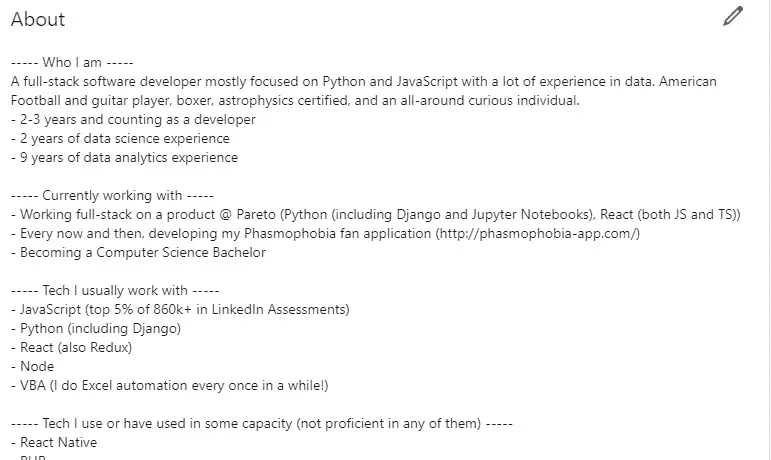 About
----- Who I am -----
A full-stack software developer mostly focused on Python and JavaScript with a lot of experience in data. American
Football and guitar player, boxer, astrophysics certified, and an all-around curious individual.
- 2-3 years and counting as a developer
- 2 years of data science experience
- 9 years of data analytics experience
----- Currently working with -----
- Working full-stack on a product @ Pareto (Python (including Django and Jupyter Notebooks), React (both JS and TS))
- Every now and then, developing my Phasmophobia fan application (http://phasmophobia-app.com/)
- Becoming a Computer Science Bachelor
----- Tech I usually work with -----
- JavaScript (top 5% of 860k+ in LinkedIn Assessments)
- Python (including Django)
- React (also Redux)
- Node
- VBA (I do Excel automation every once in a while!)
----- Tech I use or have used in some capacity (not proficient in any of them) -----
- React Native